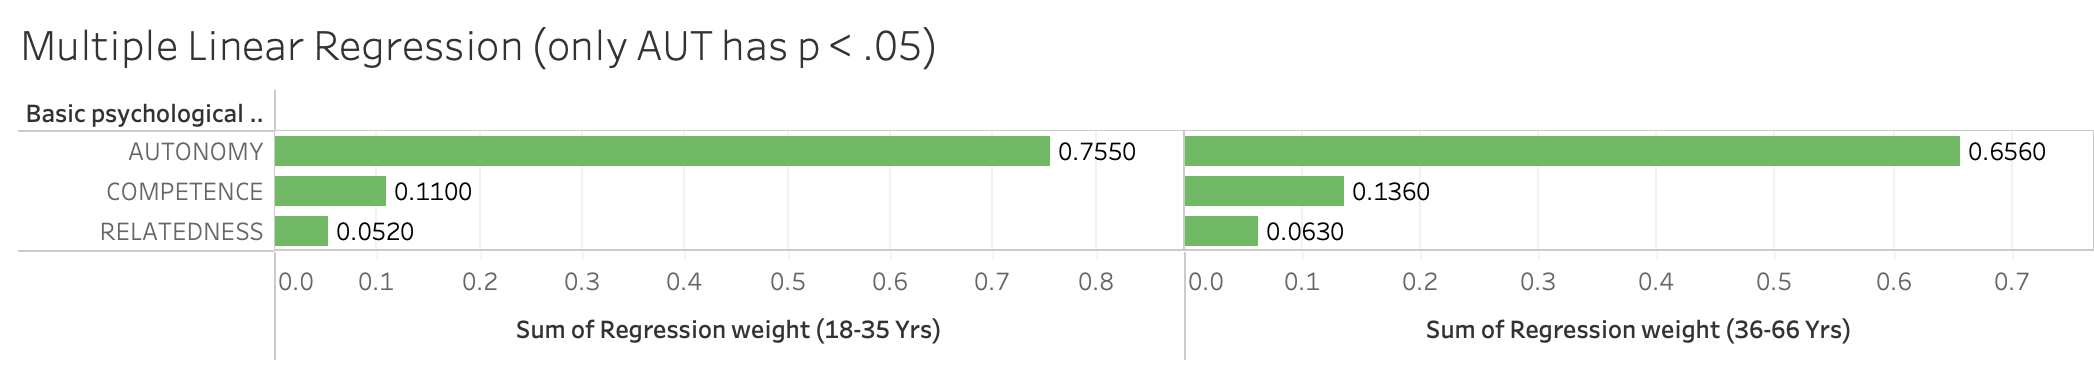 Multiple Linear Regression (only AUT has p < .05)
Basic psychological ..
AUTONOMY 0.7550 0.6560
COMPETENCE 0.1100 0.1360
RELATEDNESS 0.0520 0.0630
0.0 0.1 0.2 0.3 0.4 0.5 0.6 0.7 0.8 0.0 0.1 0.2 0.3 0.4 0.5 0.6 0.7
Sum of Regression weight (18-35 Yrs) Sum of Regression weight (36-66 Yrs)